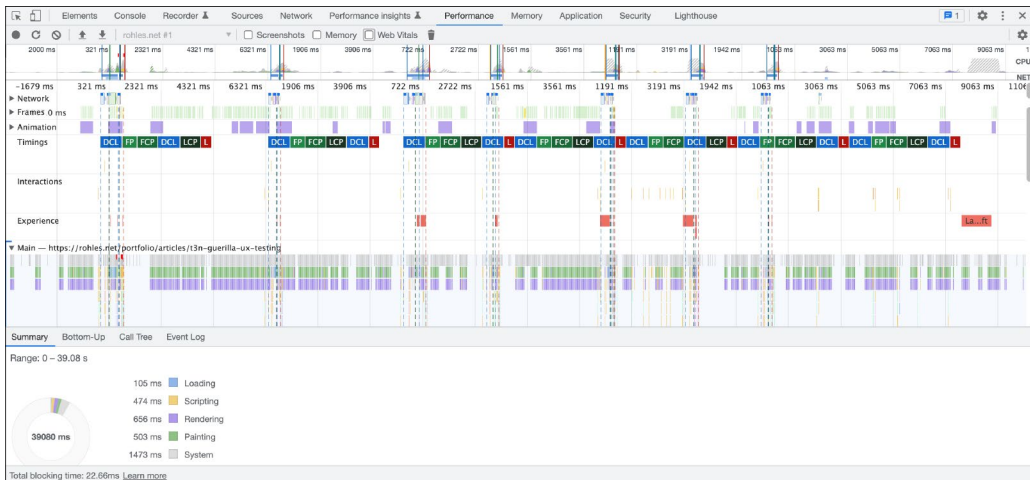 Elements Console Recorder Sources Network Performance insights Performance Memory Application Security Lighthouse 1
rohles.net #1 Screenshots Memory Web Vitals
2000 ms 321 ms 2321 ms 4321 ms 6321 ms 1906 ms 3906 ms 722 ms 2722 ms 1561 ms 3561 ms 1191 ms 3191 ms 1942 ms 1063 ms 3063 ms 5063 ms 7063 ms 9063 ms
CPU
NET
-1679 ms 321 ms 2321 ms 4321 ms 6321 ms 1906 ms 3906 ms 722 ms 2722 ms 1561 ms 3561 ms 1191 ms 3191 ms 1942 ms 1063 ms 3063 ms 5063 ms 7063 ms 9063 ms
Network
Frames 0 ms
Animation
Timings DCL FP FCP DCL LCP L DCL FP FCP LCP DCL L DCL FP FCP LCP DCL L DCL FP FCP LCP DCL L DCL FP FCP DCL LCP L DCL FP FCP LCP DCL L DCL FP FCP LCP DCL L
Interactions
Experience La...ft
Main — https://rohles.net/portfolio/articles/t3n-guerilla-ux-testing
Summary Bottom-Up Call Tree Event Log
Range: 0 – 39.08 s
105 ms Loading
474 ms Scripting
656 ms Rendering
39080 ms 503 ms Painting
1473 ms System
Total blocking time: 22.66ms Learn more